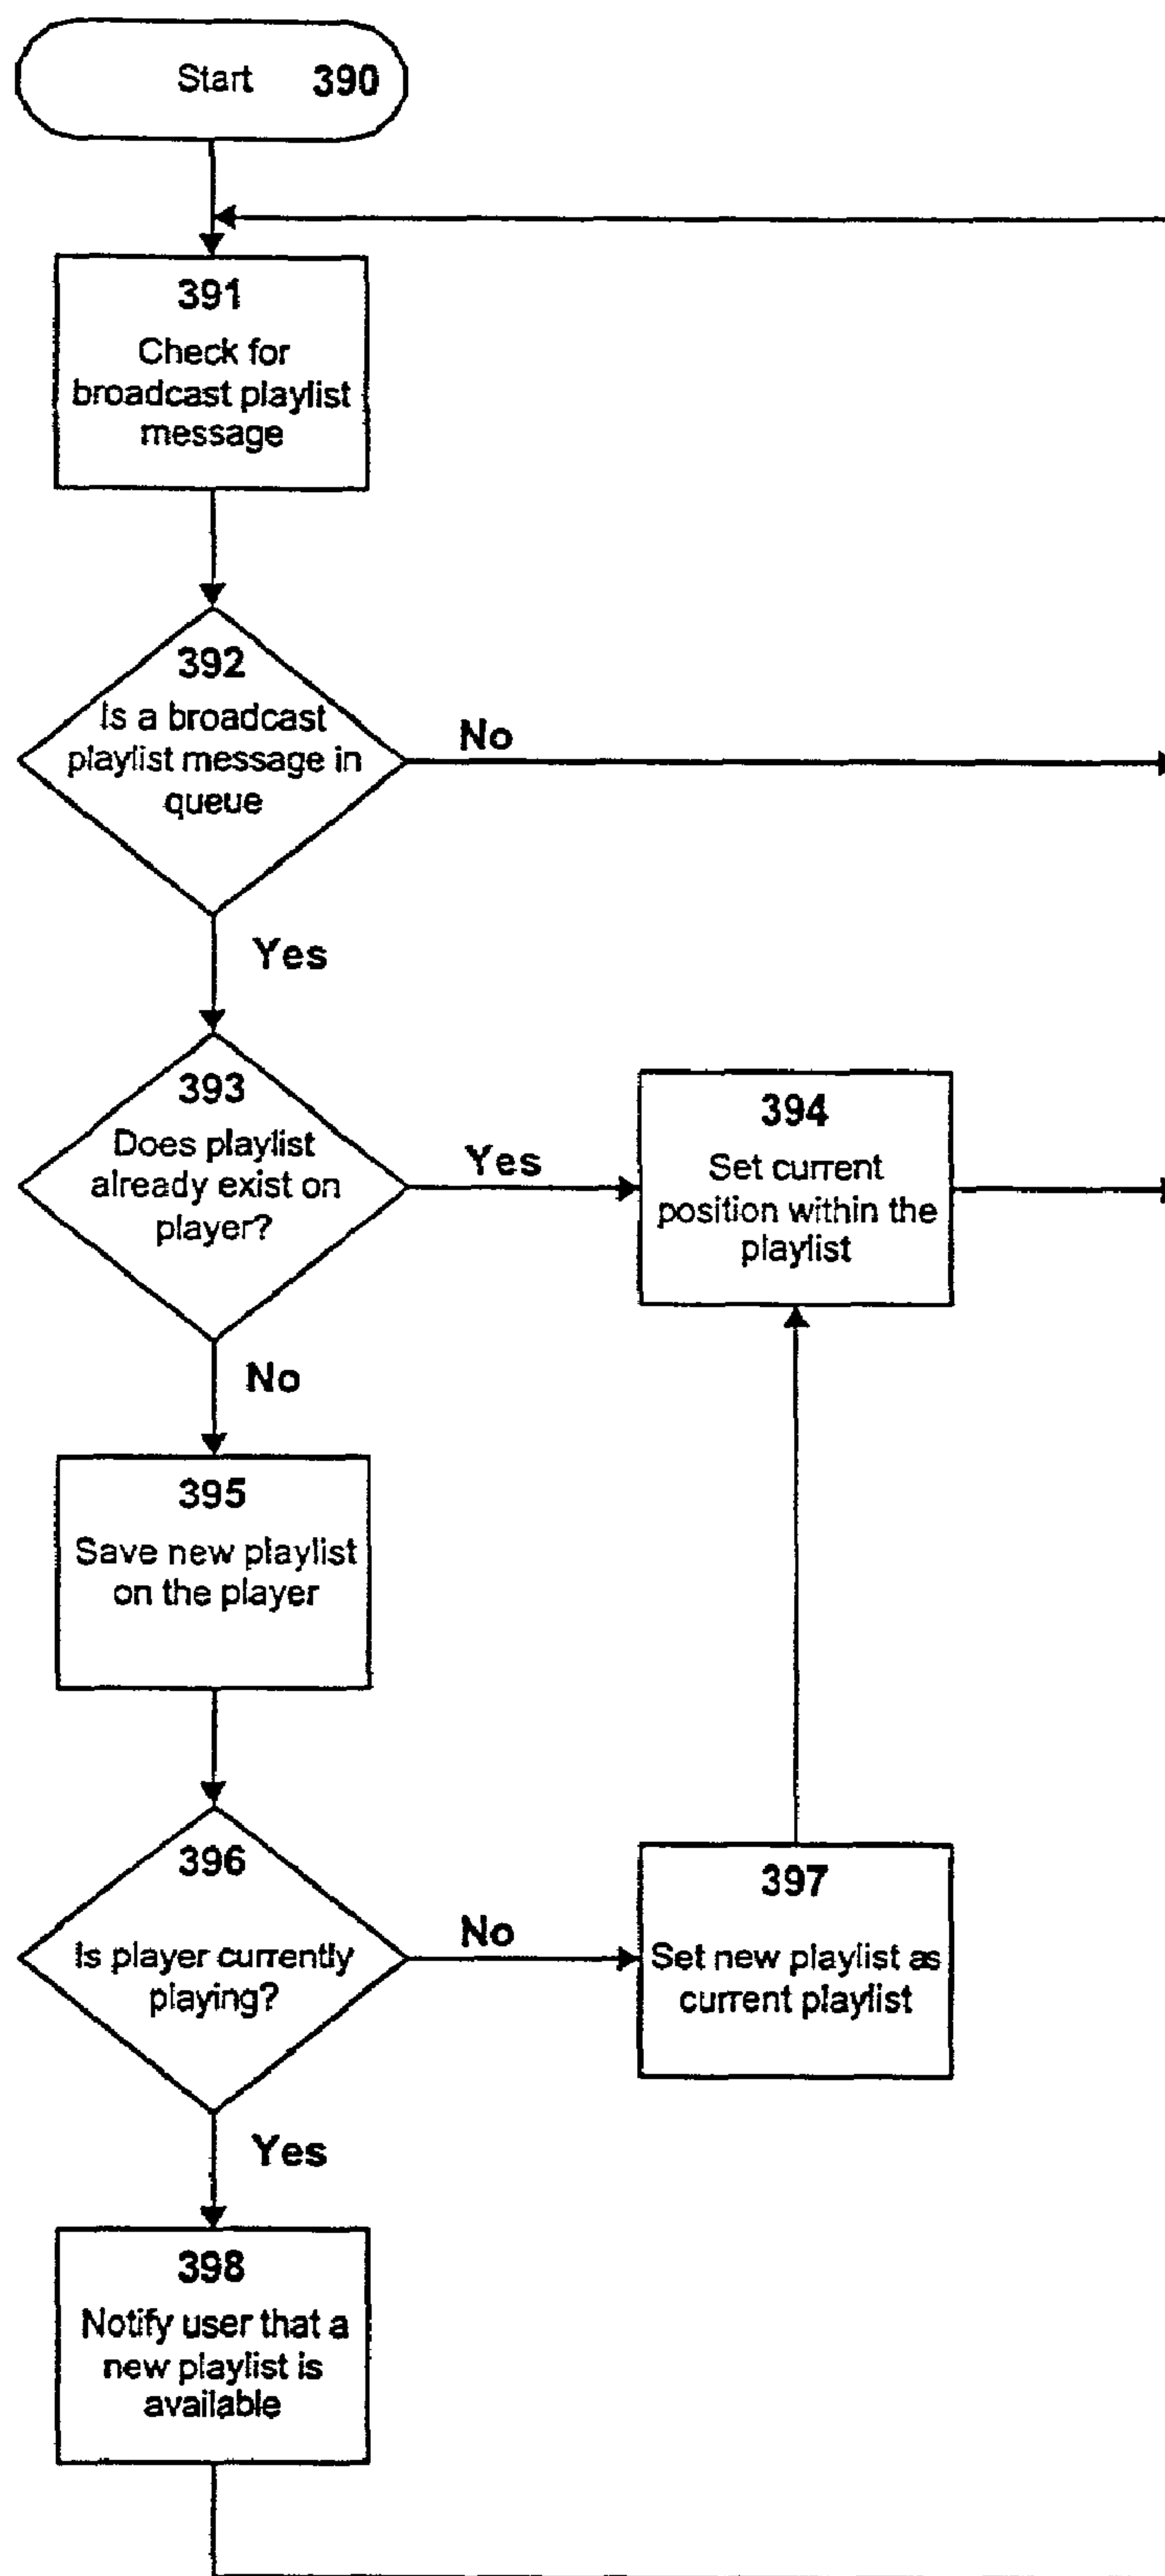 Start 390
391
Check for
broadcast playlist
message
392
Is a broadcast
playlist message in
queue
No
Yes
393
Does playlist
already exist on
player?
Yes
394
Set current
position within the
playlist
No
395
Save new playlist
on the player
396
Is player currently
playing?
No
397
Set new playlist as
current playlist
Yes
398
Notify user that a
new playlist is
available